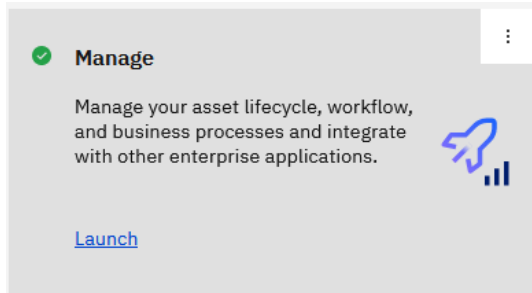 Manage
Manage your asset lifecycle, workflow,
and business processes and integrate
with other enterprise applications.
Launch